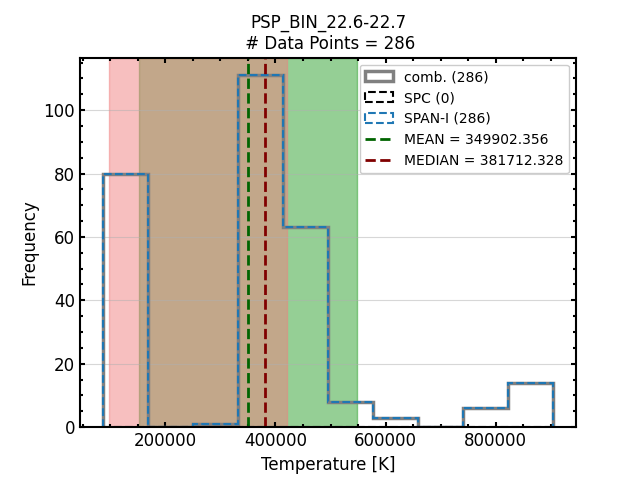 PSP_BIN_22.6-22.7
# Data Points = 286
comb. (286)
SPC (0)
SPAN-I (286)
MEAN = 349902.356
MEDIAN = 381712.328
Frequency
100
80
60
40
20
0
200000 400000 600000 800000
Temperature [K]